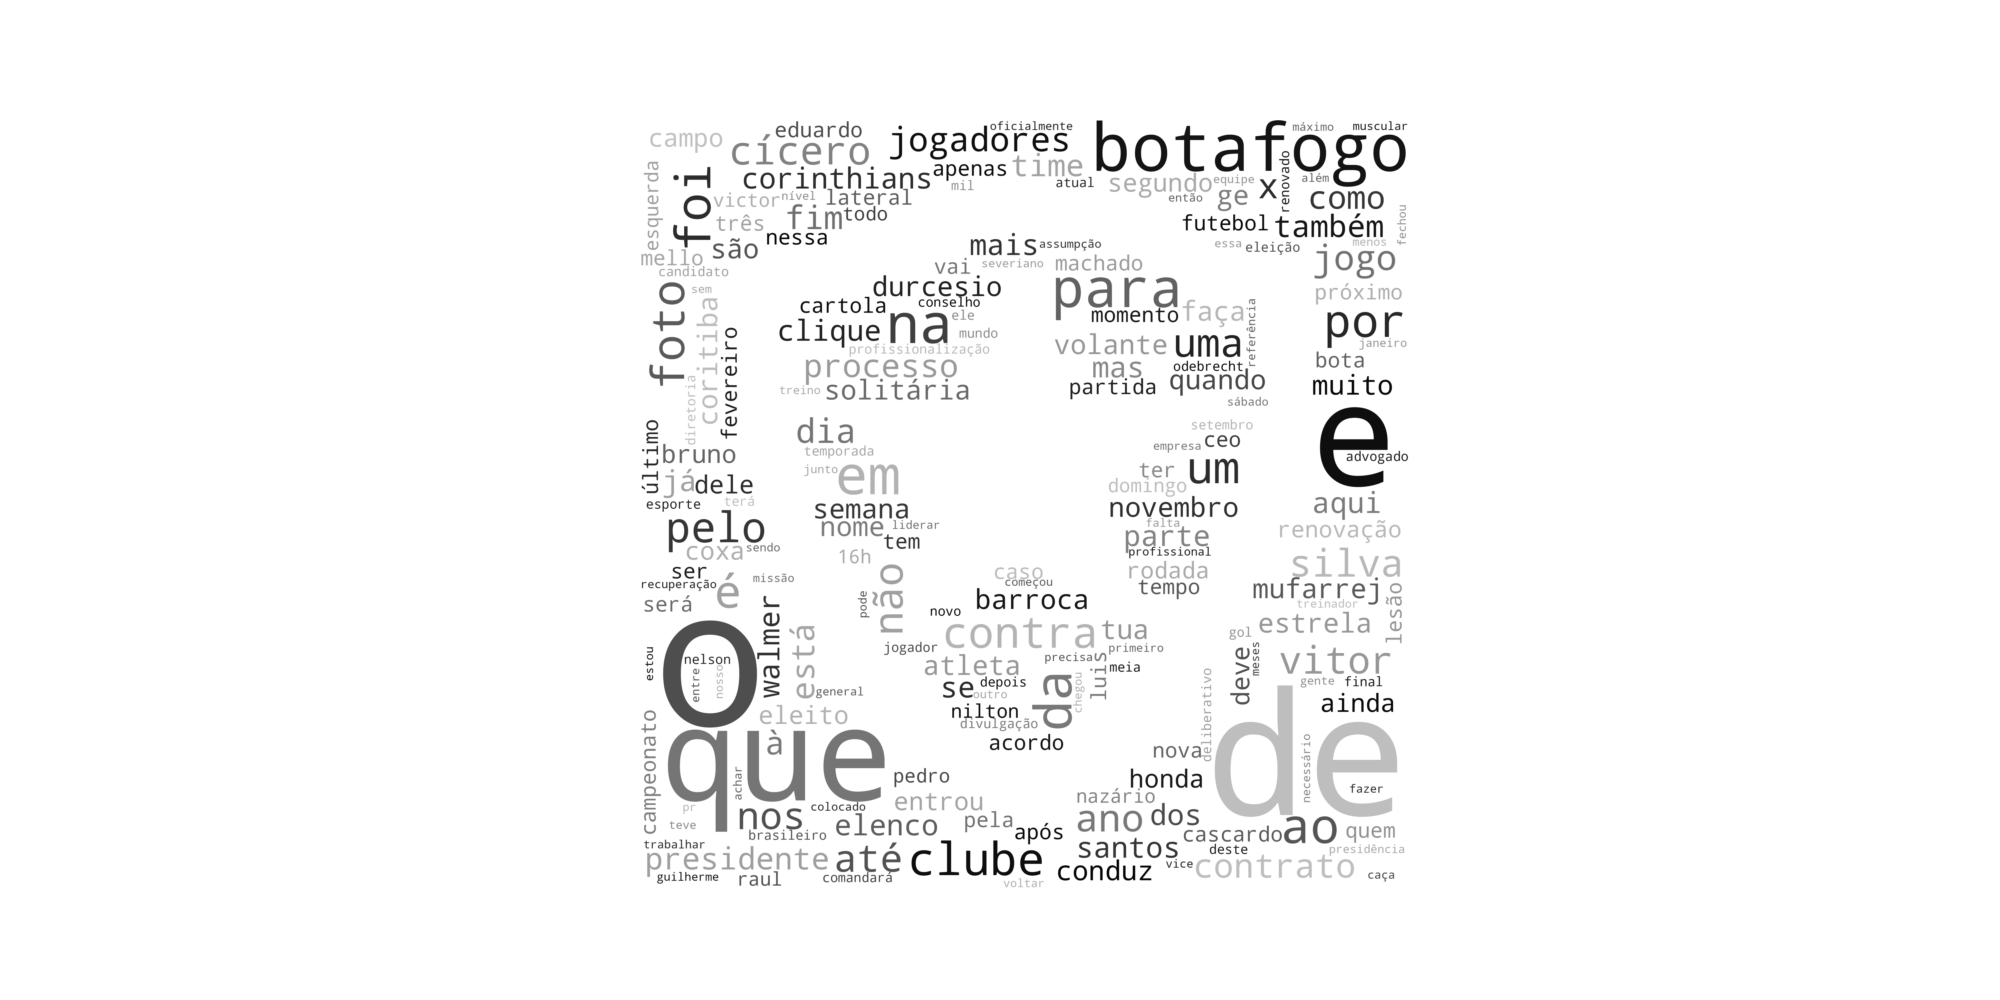 campo
eduardo
cícero
jogadores
oficialmente
botafogo
máximo
muscular
corinthians
apenas
time
mil
atual
segundo
equipe
então
ge
x
renovado
além
como
esquerda
foi
victor
nível
lateral
três
fim
todo
nessa
são
mello
candidato
futebol
também
fechou
essa
eleição
menos
jogo
mais
assumpção
vai
severiano
machado
durcesio
conselho
cartola
clique
na
ele
mundo
para
momento
faça
referência
próximo
por
janeiro
foto
sem
coritiba
fevereiro
diretoria
profissionalização
processo
treino
solitária
volante
uma
mas
odebrecht
partida
quando
sábado
bota
muito
e
advogado
último
bruno
já
dele
esporte
terá
dia
temporada
junto
em
semana
nome
liderar
tem
16h
setembro
empresa
ceo
ter
um
domingo
novembro
falta
parte
profissional
rodada
tempo
aqui
renovação
silva
mufarrej
treinador
lesão
estrela
gol
pelo
coxa
sendo
ser
recuperação
missão
será
é
walmer
está
não
pode
novo
caso
começou
barroca
contra
tua
jogador
primeiro
atleta
precisa
luis
meia
se
depois
outro
chegou
da
nilton
divulgação
acordo
vitor
deve
meses
gente
final
ainda
deliberativo
estou
o
nelson
entre
nosso
general
eleito
campeonato
que
à
achar
pedro
nova
honda
de
necessário
fazer
pr
teve
nos
colocado
entrou
brasileiro
elenco
pela
após
nazário
ano
dos
santos
cascardo
ao
quem
deste
presidência
trabalhar
presidente
até
clube
conduz
vice
contrato
caça
guilherme
raul
comandará
voltar